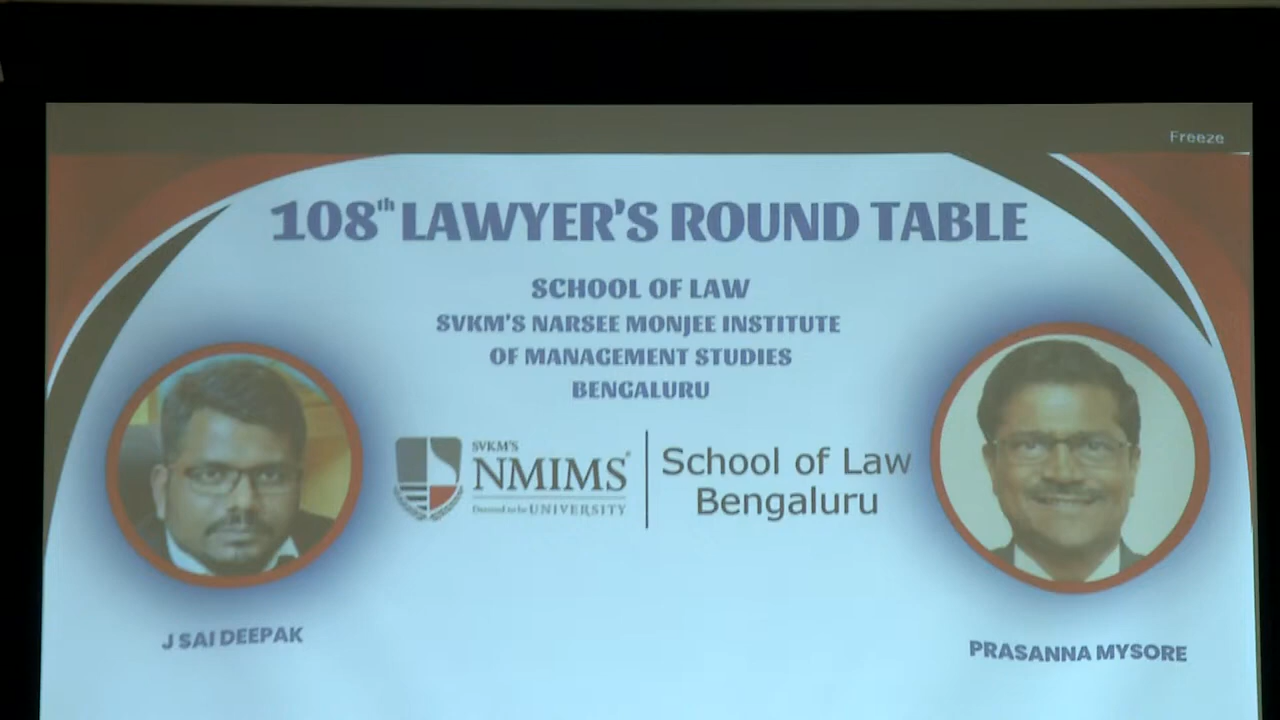 Freeze
108th LAWYER'S ROUND TABLE
SCHOOL OF LAW
SVKM'S NARSEE MONJEE INSTITUTE
OF MANAGEMENT STUDIES
BENGALURU
SVKM'S
NMIMS
Deemed to be UNIVERSITY
School of Law
Bengaluru
J SAI DEEPAK
PRASANNA MYSORE